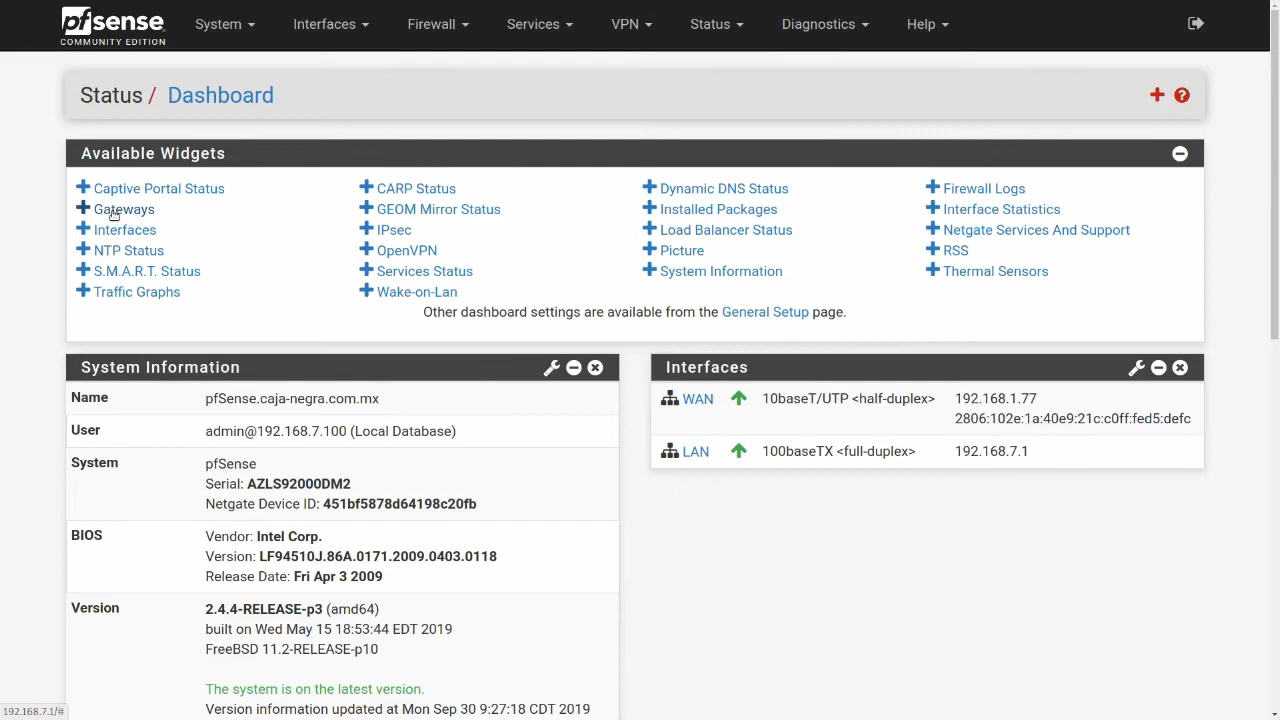 pfsense COMMUNITY EDITION
System Interfaces Firewall Services VPN Status Diagnostics Help
Status / Dashboard
Available Widgets
Captive Portal Status CARP Status Dynamic DNS Status Firewall Logs
Gateways GEOM Mirror Status Installed Packages Interface Statistics
Interfaces IPsec Load Balancer Status Netgate Services And Support
NTP Status OpenVPN Picture RSS
S.M.A.R.T. Status Services Status System Information Thermal Sensors
Traffic Graphs Wake-on-Lan
Other dashboard settings are available from the General Setup page.
System Information
Name pfSense.caja-negra.com.mx
User admin@192.168.7.100 (Local Database)
System pfSense
Serial: AZLS92000DM2
Netgate Device ID: 451bf5878d64198c20fb
BIOS Vendor: Intel Corp.
Version: LF94510J.86A.0171.2009.0403.0118
Release Date: Fri Apr 3 2009
Version 2.4.4-RELEASE-p3 (amd64)
built on Wed May 15 18:53:44 EDT 2019
FreeBSD 11.2-RELEASE-p10
The system is on the latest version.
Version information updated at Mon Sep 30 9:27:18 CDT 2019
Interfaces
WAN 10baseT/UTP <half-duplex> 192.168.1.77
2806:102e:1a:40e9:21c:c0ff:fed5:defc
LAN 100baseTX <full-duplex> 192.168.7.1
192.168.7.1/#